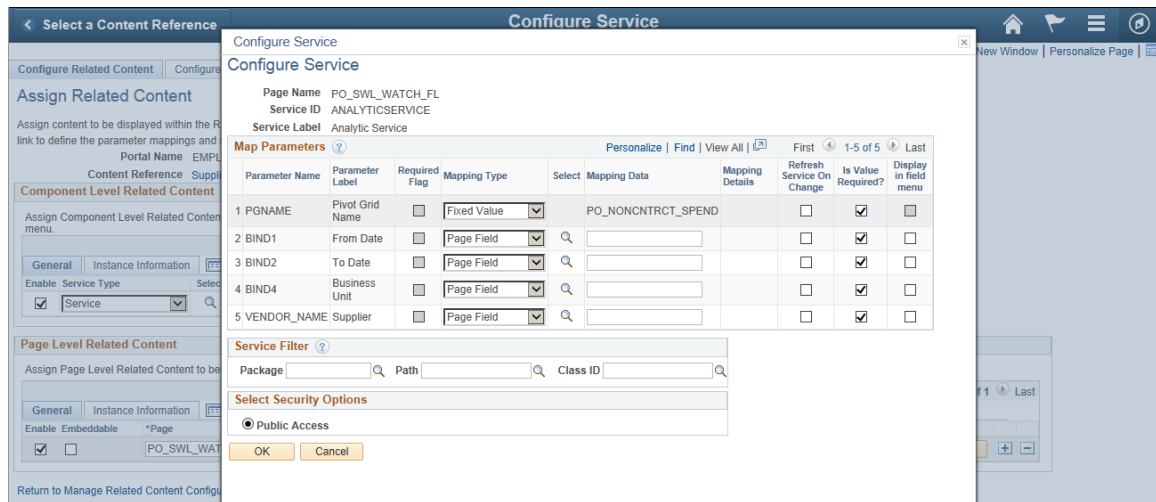 Select a Content Reference
Configure Service
New Window | Personalize Page |
Configure Related Content
Configure
Assign Related Content
Assign content to be displayed within the R
link to define the parameter mappings and
Portal Name EMPL
Content Reference Suppli
Component Level Related Content
Assign Component Level Related Conten
menu.
General Instance Information
Enable Service Type Selec
Service
Page Level Related Content
Assign Page Level Related Content to be
General Instance Information
Enable Embeddable *Page
PO_SWL_WAT
Return to Manage Related Content Configu
Configure Service
Configure Service
Page Name PO_SWL_WATCH_FL
Service ID ANALYTICSERVICE
Service Label Analytic Service
Map Parameters Personalize | Find | View All | First 1-5 of 5 Last
Parameter Name Parameter Label Required Flag Mapping Type Select Mapping Data Mapping Details Refresh Service On Change Is Value Required? Display in field menu
1 PGNAME Pivot Grid Name Fixed Value PO_NONCNTRCT_SPEND
2 BIND1 From Date Page Field
3 BIND2 To Date Page Field
4 BIND4 Business Unit Page Field
5 VENDOR_NAME Supplier Page Field
Service Filter
Package Path Class ID
Select Security Options
Public Access
OK Cancel
f 1 Last